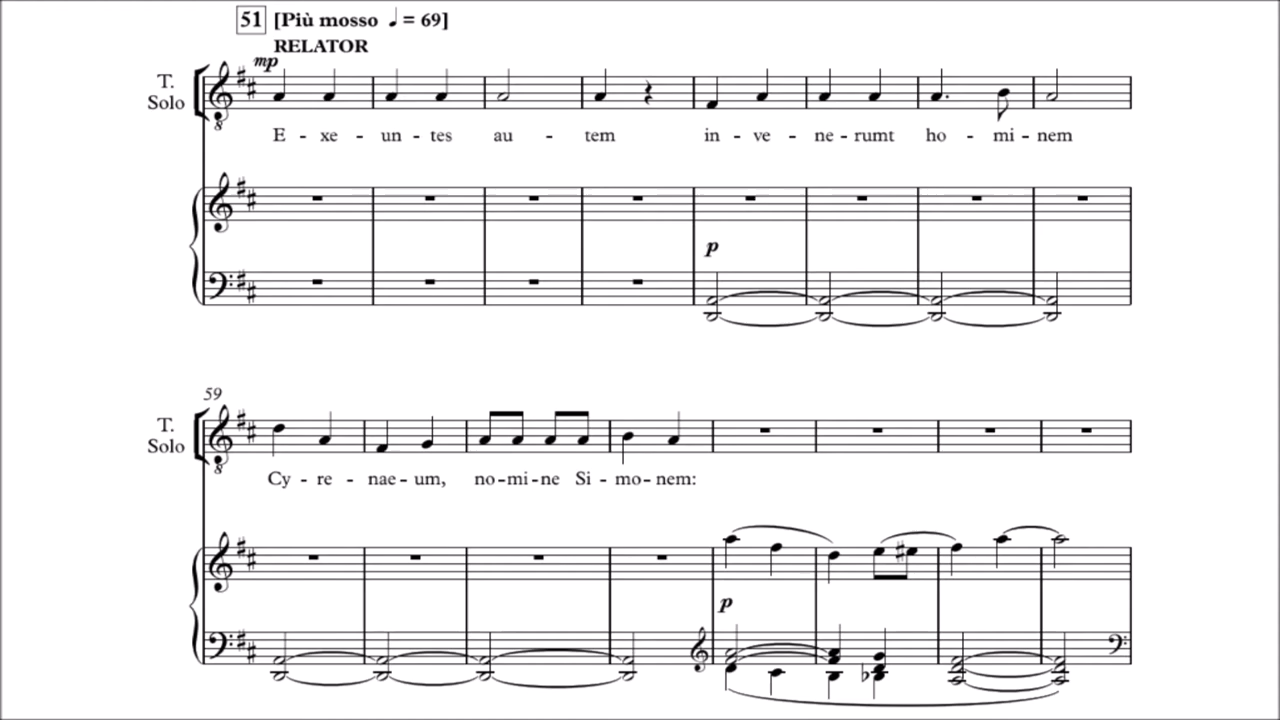 51 [Più mosso ♩ = 69]
RELATOR
mp
T.
Solo
E - xe - un - tes au - tem in - ve - ne - rumt ho - mi - nem
p
59
T.
Solo
Cy - re - nae - um, no - mi - ne Si - mo - nem:
p